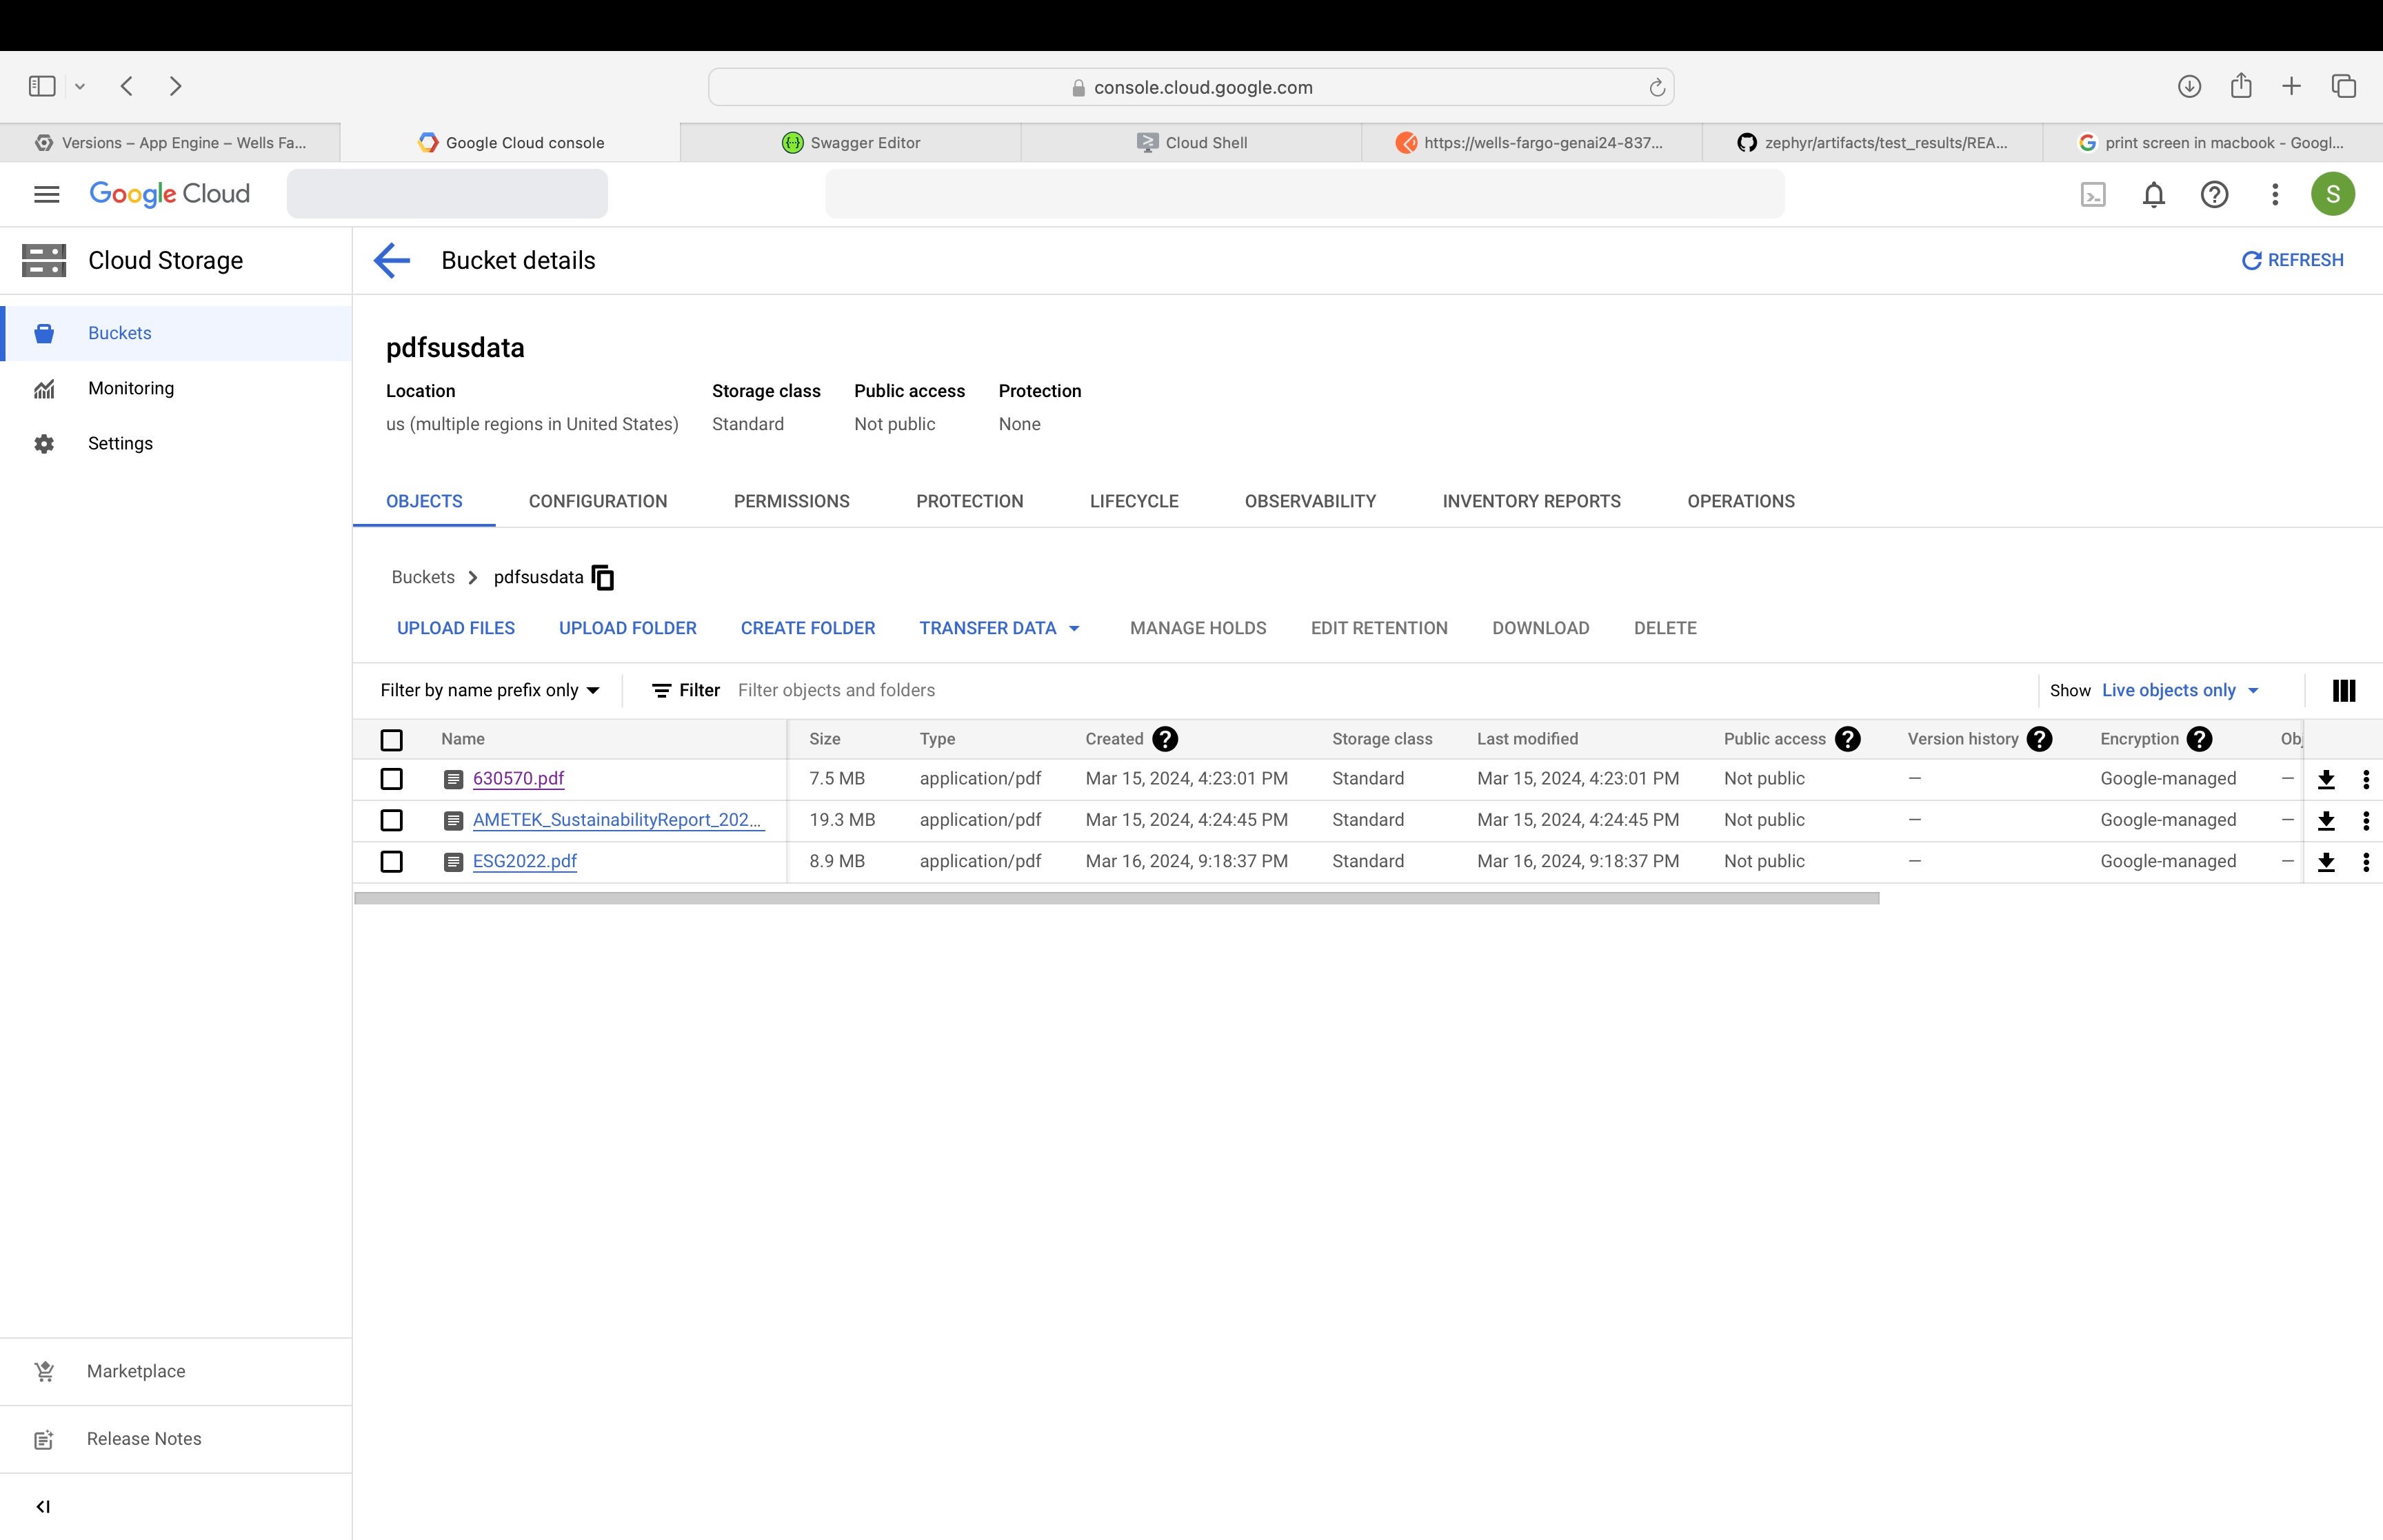 console.cloud.google.com
Versions – App Engine – Wells Fa... Google Cloud console Swagger Editor Cloud Shell https://wells-fargo-genai24-837... zephyr/artifacts/test_results/REA... print screen in macbook - Googl...
Google Cloud S
Cloud Storage Bucket details REFRESH
Buckets
Monitoring
Settings
pdfsusdata
Location Storage class Public access Protection
us (multiple regions in United States) Standard Not public None
OBJECTS CONFIGURATION PERMISSIONS PROTECTION LIFECYCLE OBSERVABILITY INVENTORY REPORTS OPERATIONS
Buckets > pdfsusdata
UPLOAD FILES UPLOAD FOLDER CREATE FOLDER TRANSFER DATA MANAGE HOLDS EDIT RETENTION DOWNLOAD DELETE
Filter by name prefix only Filter Filter objects and folders Show Live objects only
Name Size Type Created Storage class Last modified Public access Version history Encryption Obj
630570.pdf 7.5 MB application/pdf Mar 15, 2024, 4:23:01 PM Standard Mar 15, 2024, 4:23:01 PM Not public — Google-managed —
AMETEK_SustainabilityReport_202... 19.3 MB application/pdf Mar 15, 2024, 4:24:45 PM Standard Mar 15, 2024, 4:24:45 PM Not public — Google-managed —
ESG2022.pdf 8.9 MB application/pdf Mar 16, 2024, 9:18:37 PM Standard Mar 16, 2024, 9:18:37 PM Not public — Google-managed —
Marketplace
Release Notes